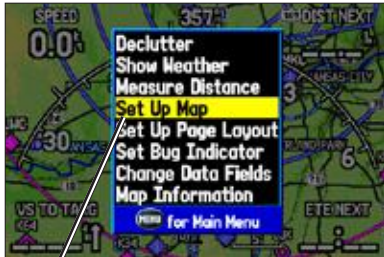 SPEED
357°
DIST NEXT
0.0
Declutter
Show Weather
Measure Distance
Set Up Map
Set Up Page Layout
Set Bug Indicator
Change Data Fields
Map Information
MENU for Main Menu
30
3
6
VS TO TARG
ETE NEXT